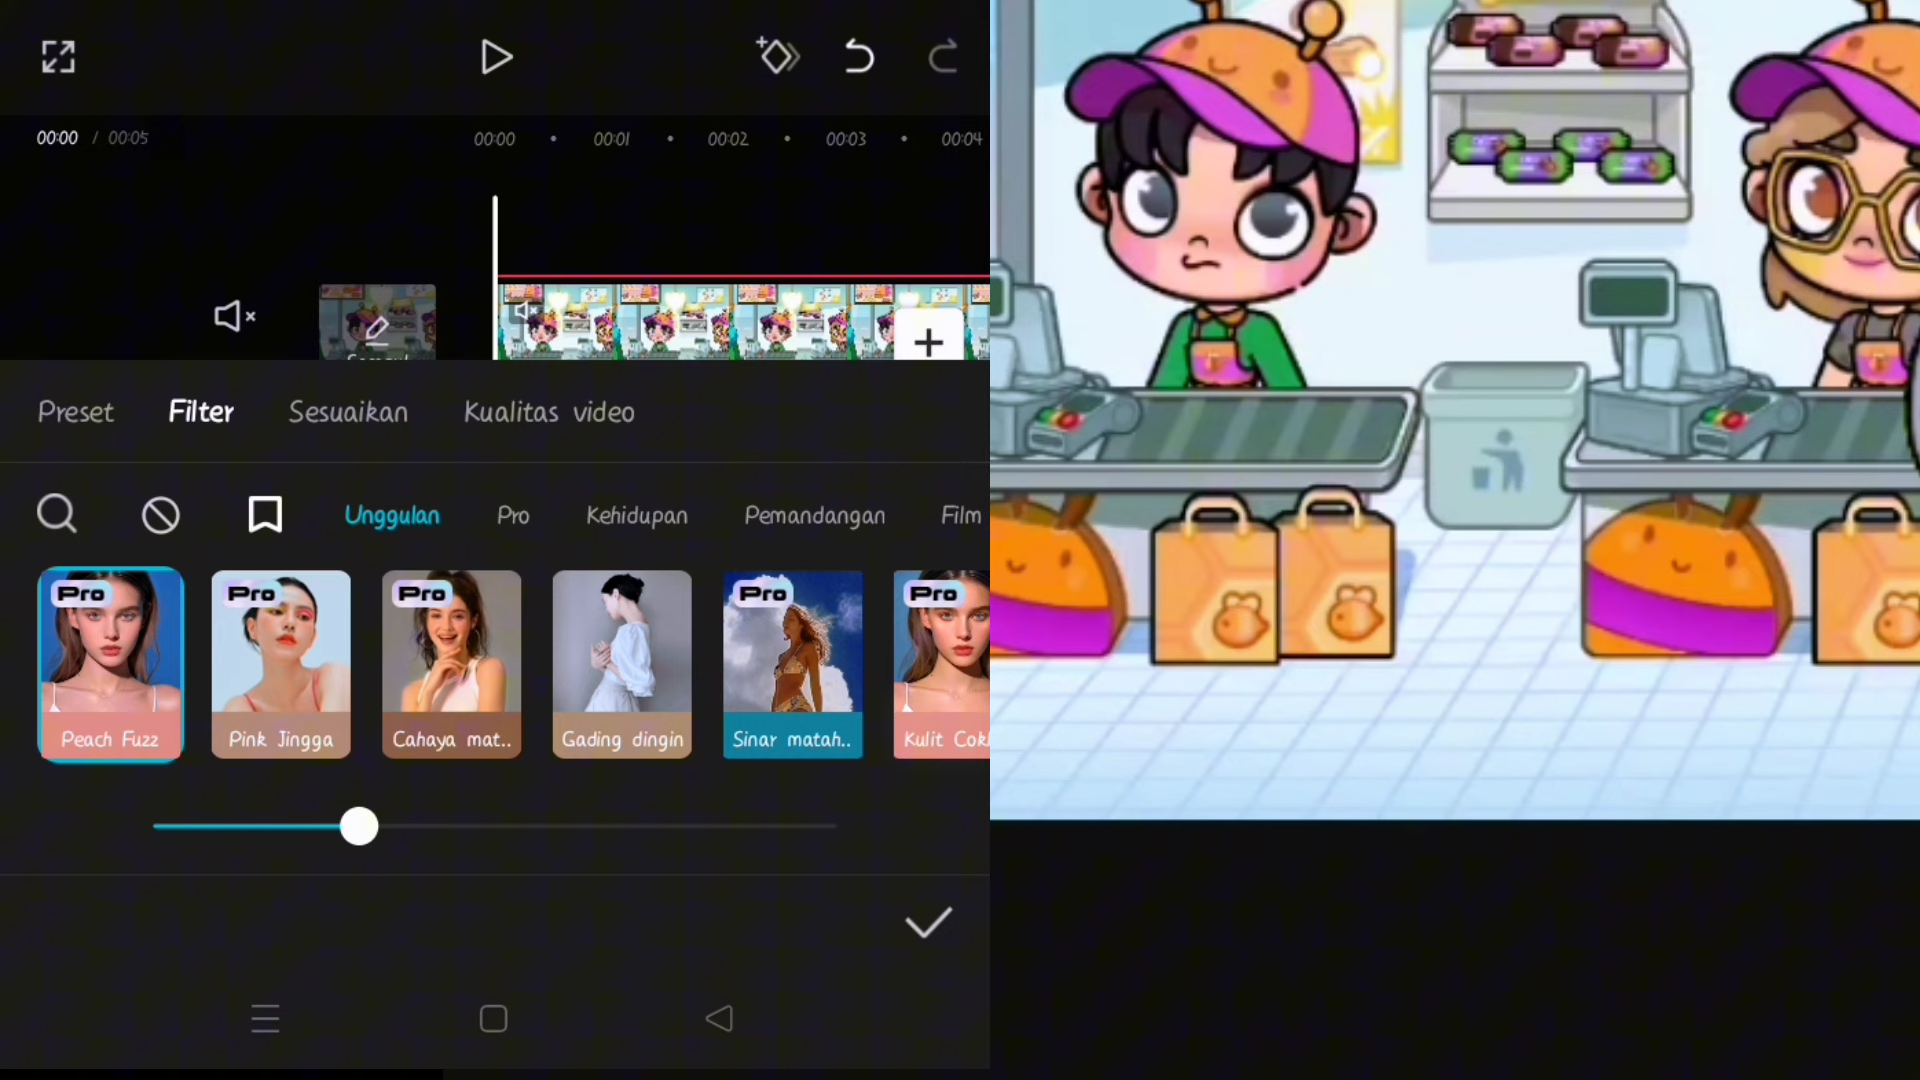 00:00 / 00:05
00:00 • 00:01 • 00:02 • 00:03 • 00:04
Preset Filter Sesuaikan Kualitas video
Unggulan Pro Kehidupan Pemandangan Film
Pro Pro Pro Pro Pro
Peach Fuzz Pink Jingga Cahaya mat.. Gading dingin Sinar matah.. Kulit Cokl